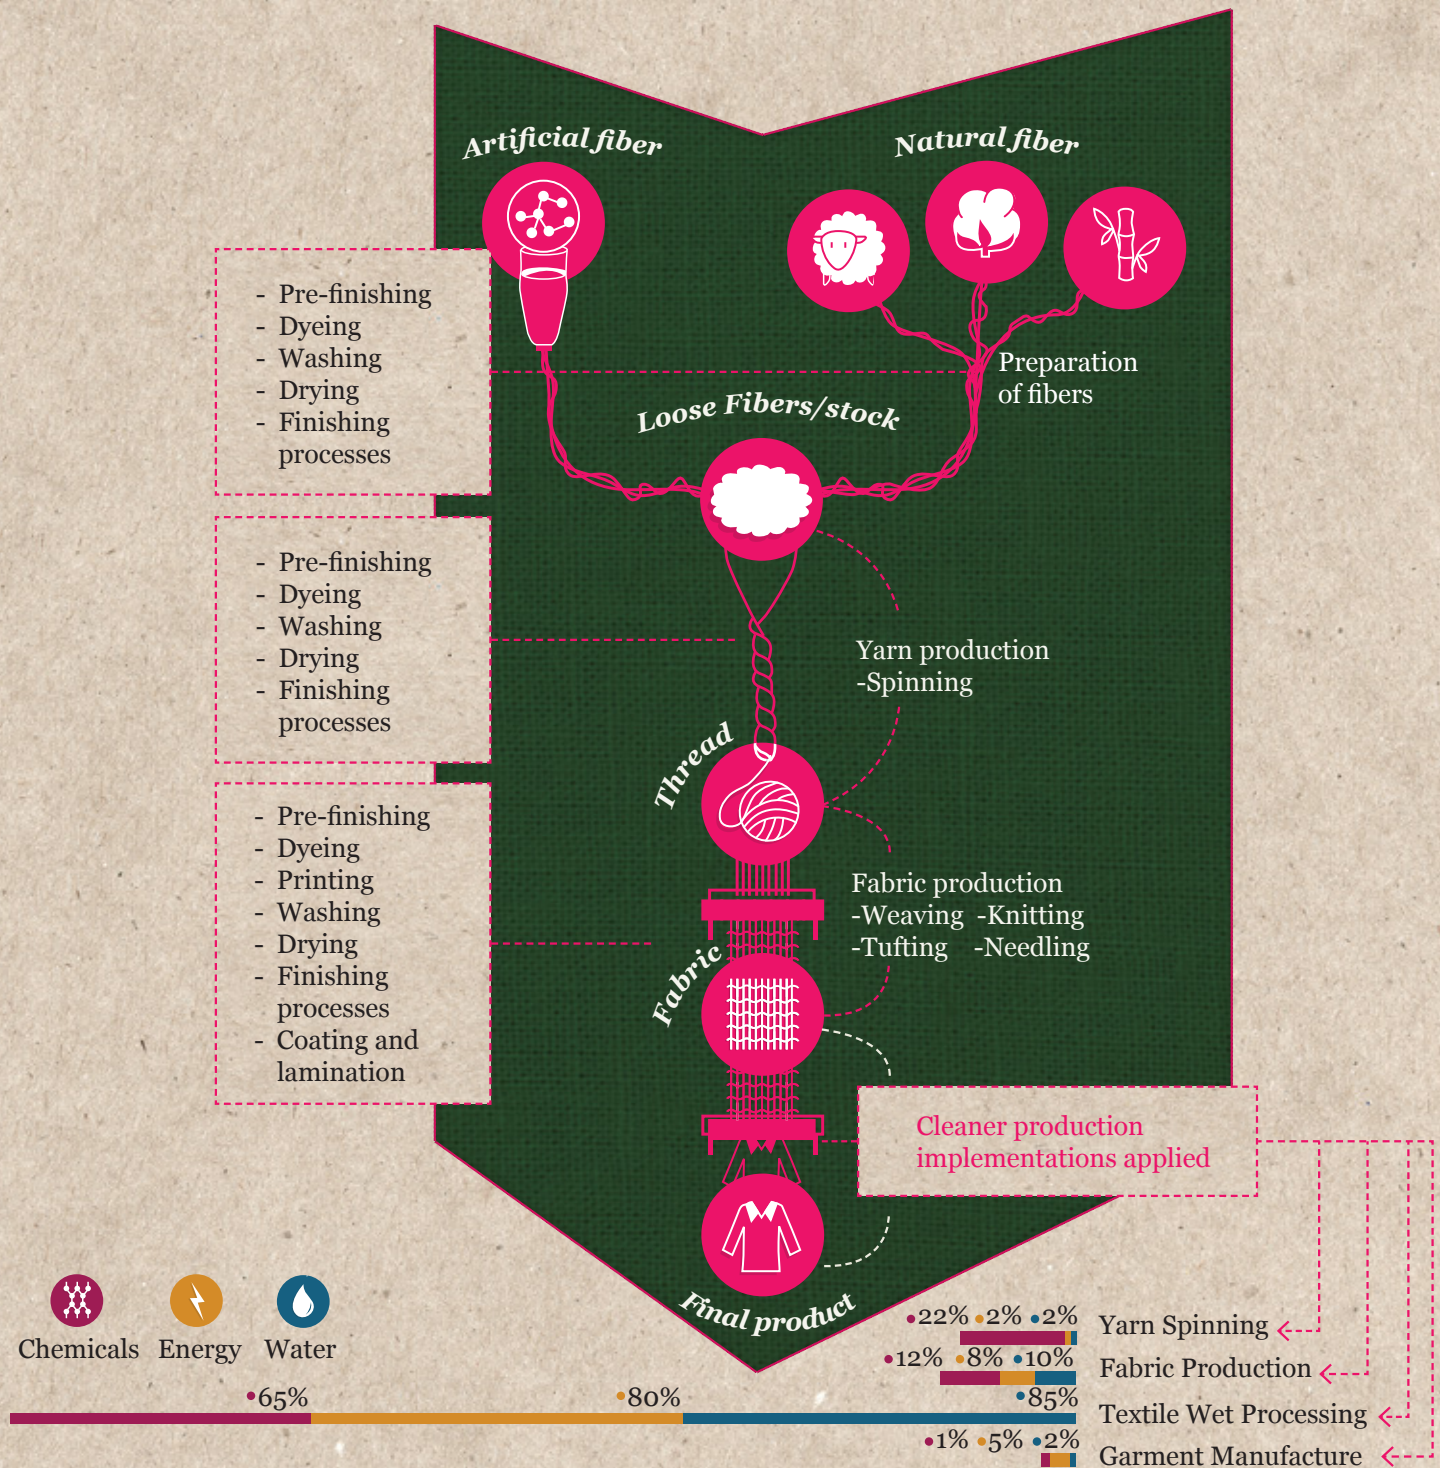 Artificial fiber
Natural fiber
- Pre-finishing
- Dyeing
- Washing
- Drying
- Finishing
processes
Preparation
of fibers
Loose Fibers/stock
- Pre-finishing
- Dyeing
- Washing
- Drying
- Finishing
processes
Yarn production
-Spinning
Thread
- Pre-finishing
- Dyeing
- Printing
- Washing
- Drying
- Finishing
processes
- Coating and
lamination
Fabric production
-Weaving -Knitting
-Tufting -Needling
Fabric
Cleaner production
implementations applied
Final product
Chemicals Energy Water
•22% •2% •2% Yarn Spinning
•12% •8% •10% Fabric Production
•65% •80% •85% Textile Wet Processing
•1% •5% •2% Garment Manufacture